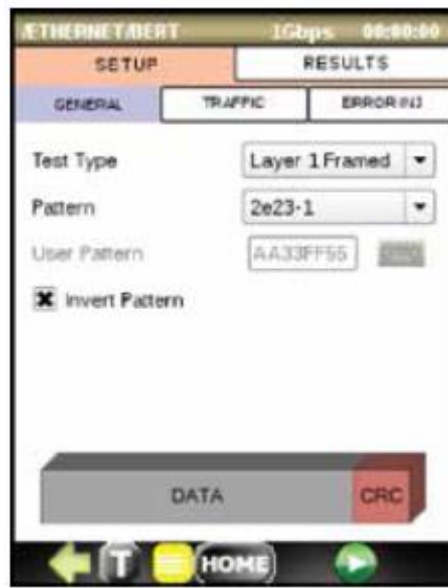 /ETHERNET/BERT 1Gbps 00:00:00
SETUP RESULTS
GENERAL TRAFFIC ERROR INJ
Test Type Layer 1 Framed
Pattern 2e23-1
User Pattern AA33FF55
Invert Pattern
DATA CRC
T HOME